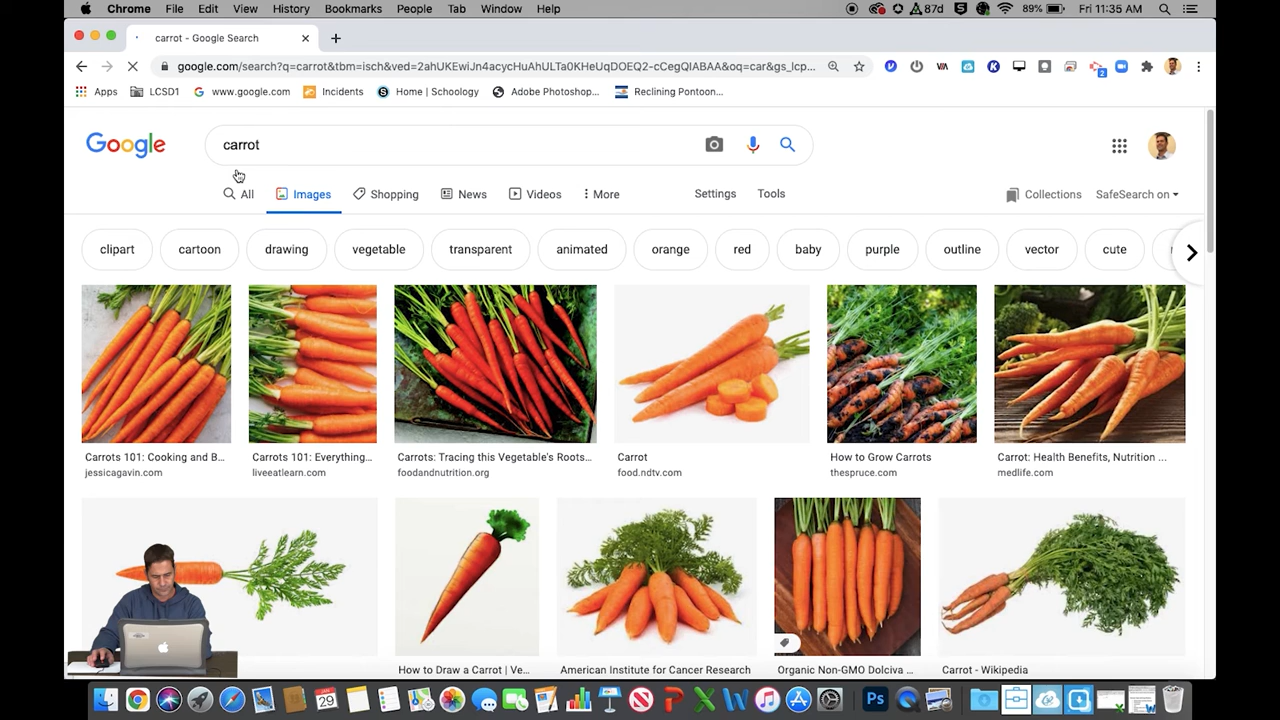 Chrome File Edit View History Bookmarks People Tab Window Help 87d 89% Fri 11:35 AM
carrot - Google Search
google.com/search?q=carrot&tbm=isch&ved=2ahUKEwiJn4acycHuAhULTa0KHeUqDOEQ2-cCegQIABAA&oq=car&gs_lcp...
Apps LCSD1 www.google.com Incidents Home | Schoology Adobe Photoshop... Reclining Pontoon...
Google carrot
All Images Shopping News Videos More Settings Tools Collections SafeSearch on
clipart cartoon drawing vegetable transparent animated orange red baby purple outline vector cute
Carrots 101: Cooking and B... Carrots 101: Everything... Carrots: Tracing this Vegetable's Roots... Carrot How to Grow Carrots Carrot: Health Benefits, Nutrition ...
jessicagavin.com liveeatlearn.com foodandnutrition.org food.ndtv.com thespruce.com medlife.com
How to Draw a Carrot | Ve... American Institute for Cancer Research Organic Non-GMO Dolciva ... Carrot - Wikipedia
JAN
29